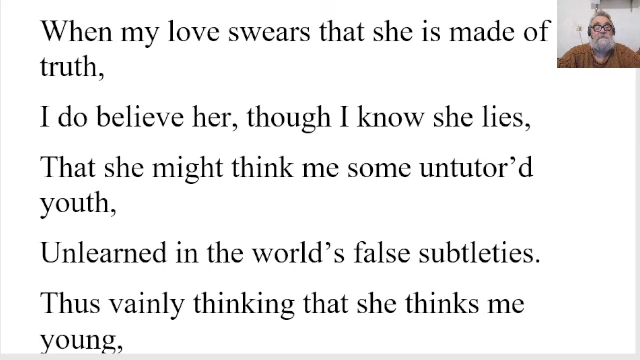 When my love swears that she is made of
truth,
I do believe her, though I know she lies,
That she might think me some untutor’d
youth,
Unlearned in the world’s false subtleties.
Thus vainly thinking that she thinks me
young,